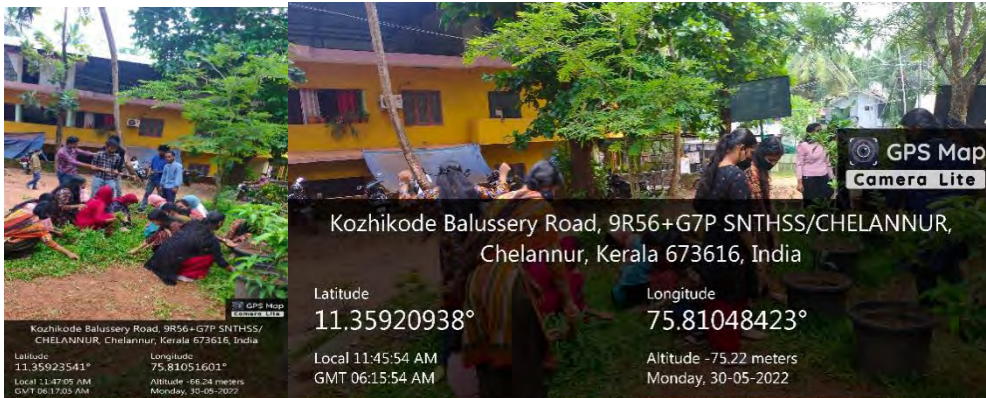 GPS Map
Camera Lite
Kozhikode Balussery Road, 9R56+G7P SNTHSS/
CHELANNUR, Chelannur, Kerala 673616, India
Latitude
11.35923541°
Longitude
75.81051601°
Local 11:47:05 AM
GMT 06:17:05 AM
Altitude -66.24 meters
Monday, 30-05-2022
GPS Map
Camera Lite
Kozhikode Balussery Road, 9R56+G7P SNTHSS/CHELANNUR,
Chelannur, Kerala 673616, India
Latitude
11.35920938°
Longitude
75.81048423°
Local 11:45:54 AM
GMT 06:15:54 AM
Altitude -75.22 meters
Monday, 30-05-2022